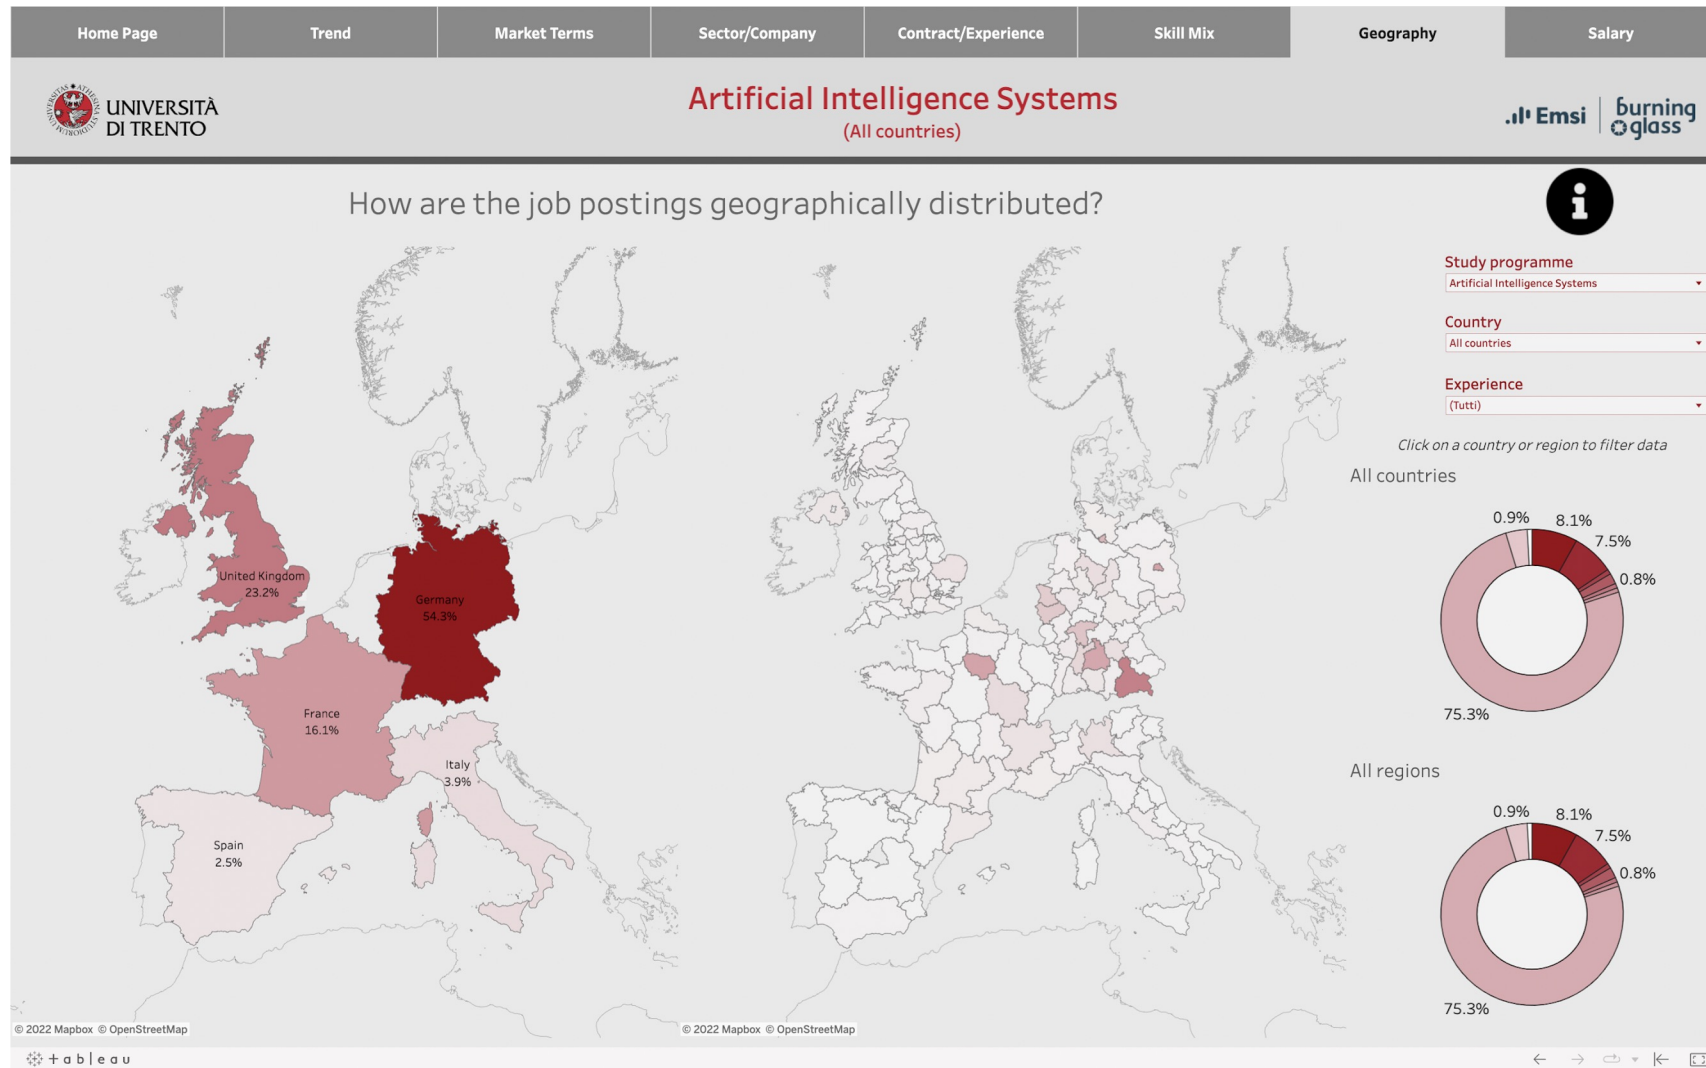 Home Page
Trend
Market Terms
Sector/Company
Contract/Experience
Skill Mix
Geography
Salary
UNIVERSITÀ
DI TRENTO
Artificial Intelligence Systems
(All countries)
Emsi
burning
glass
How are the job postings geographically distributed?
Study programme
Artificial Intelligence Systems
Country
All countries
Experience
(Tutti)
Click on a country or region to filter data
United Kingdom
23.2%
Germany
54.3%
France
16.1%
Italy
3.9%
Spain
2.5%
All countries
0.9%
8.1%
7.5%
0.8%
75.3%
All regions
0.9%
8.1%
7.5%
0.8%
75.3%
© 2022 Mapbox © OpenStreetMap
© 2022 Mapbox © OpenStreetMap
+ableau